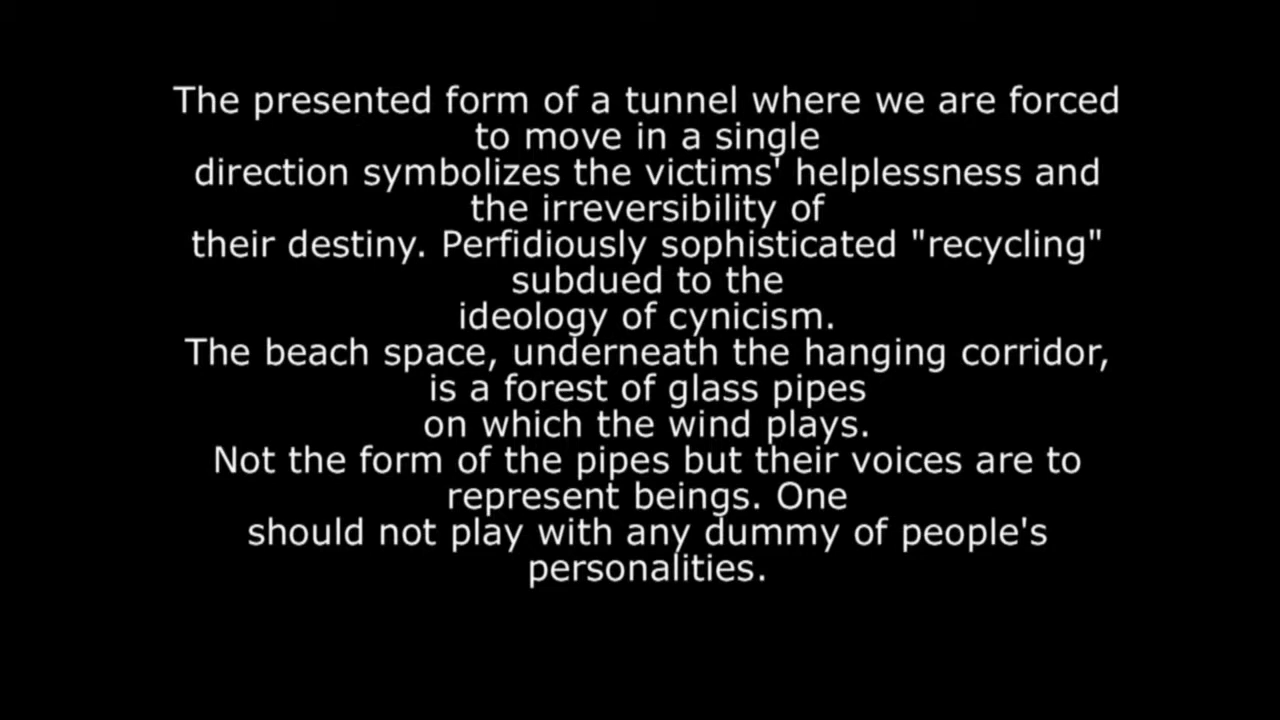 The presented form of a tunnel where we are forced
to move in a single
direction symbolizes the victims' helplessness and
the irreversibility of
their destiny. Perfidiously sophisticated "recycling"
subdued to the
ideology of cynicism.
The beach space, underneath the hanging corridor,
is a forest of glass pipes
on which the wind plays.
Not the form of the pipes but their voices are to
represent beings. One
should not play with any dummy of people's
personalities.